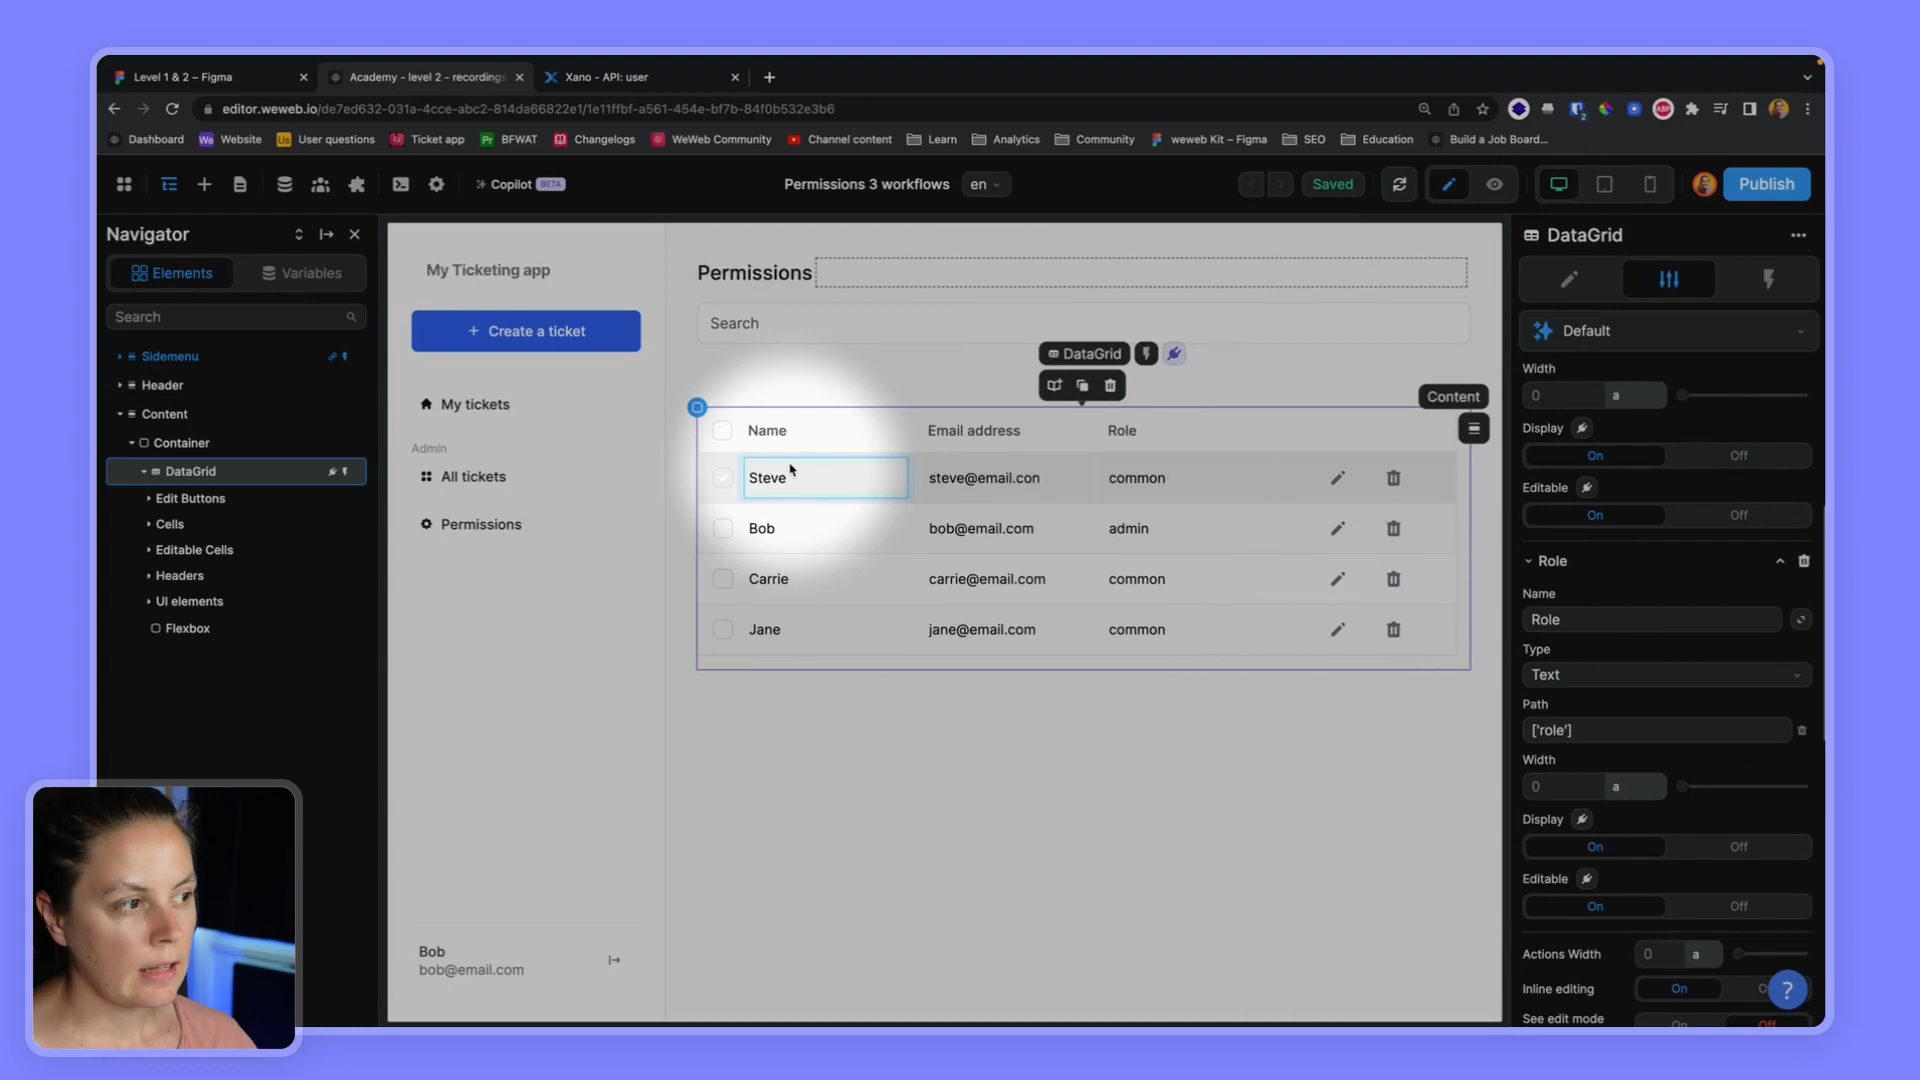 Level 1 & 2 – Figma
Academy - level 2 - recordings
Xano - API: user
editor.weweb.io/de7ed632-031a-4cce-abc2-814da66822e1/1e11ffbf-a561-454e-bf7b-84f0b532e3b6
Dashboard
We Website
Us User questions
Ticket app
Pr BFWAT
Changelogs
WeWeb Community
Channel content
Learn
Analytics
Community
weweb Kit – Figma
SEO
Education
Build a Job Board...
Copilot BETA
Permissions 3 workflows
en
Saved
Publish
Navigator
Elements
Variables
Search
Sidemenu
Header
Content
Container
DataGrid
Edit Buttons
Cells
Editable Cells
Headers
UI elements
Flexbox
My Ticketing app
+ Create a ticket
My tickets
Admin
All tickets
Permissions
Bob
bob@email.com
Permissions
Search
DataGrid
Content
Name Email address Role
Steve steve@email.con common
Bob bob@email.com admin
Carrie carrie@email.com common
Jane jane@email.com common
DataGrid
Default
Width
0 a
Display
On Off
Editable
On Off
Role
Name
Role
Type
Text
Path
['role']
Width
0 a
Display
On Off
Editable
On Off
Actions Width 0 a
Inline editing On
See edit mode On Off
?